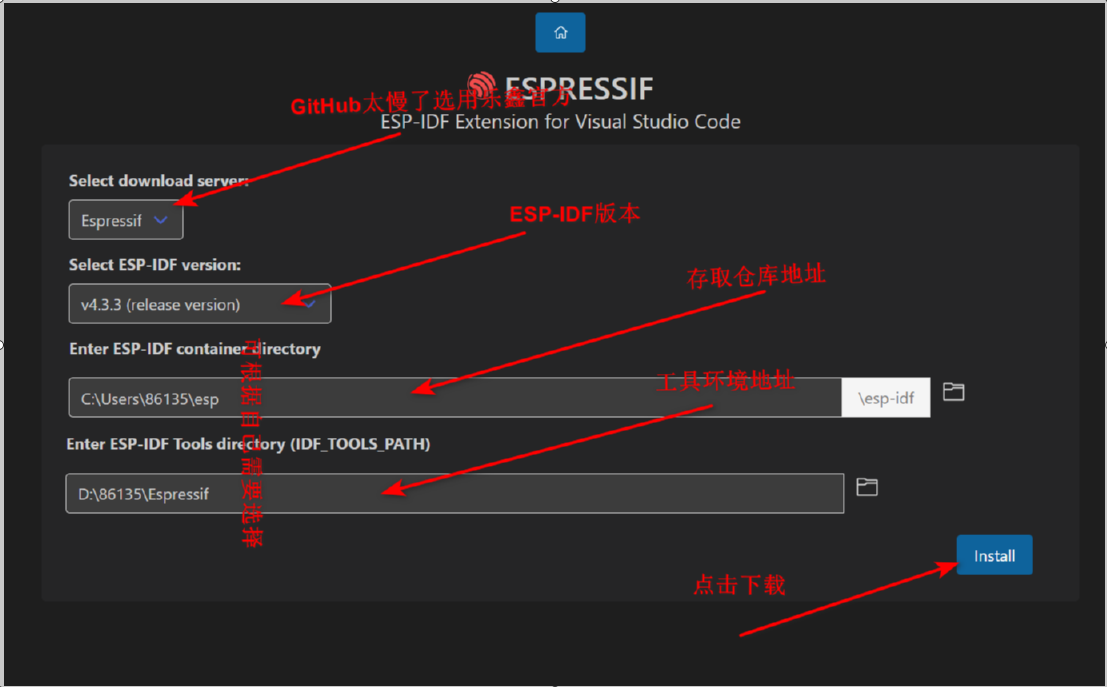 ESPRESSIF
GitHub太慢了选用乐鑫官方
ESP-IDF Extension for Visual Studio Code
Select download server:
Espressif
ESP-IDF版本
Select ESP-IDF version:
存取仓库地址
v4.3.3 (release version)
Enter ESP-IDF container directory
工具环境地址
C:\Users\86135\esp
\esp-idf
可根据自己需要选择
Enter ESP-IDF Tools directory (IDF_TOOLS_PATH)
D:\86135\Espressif
Install
点击下载